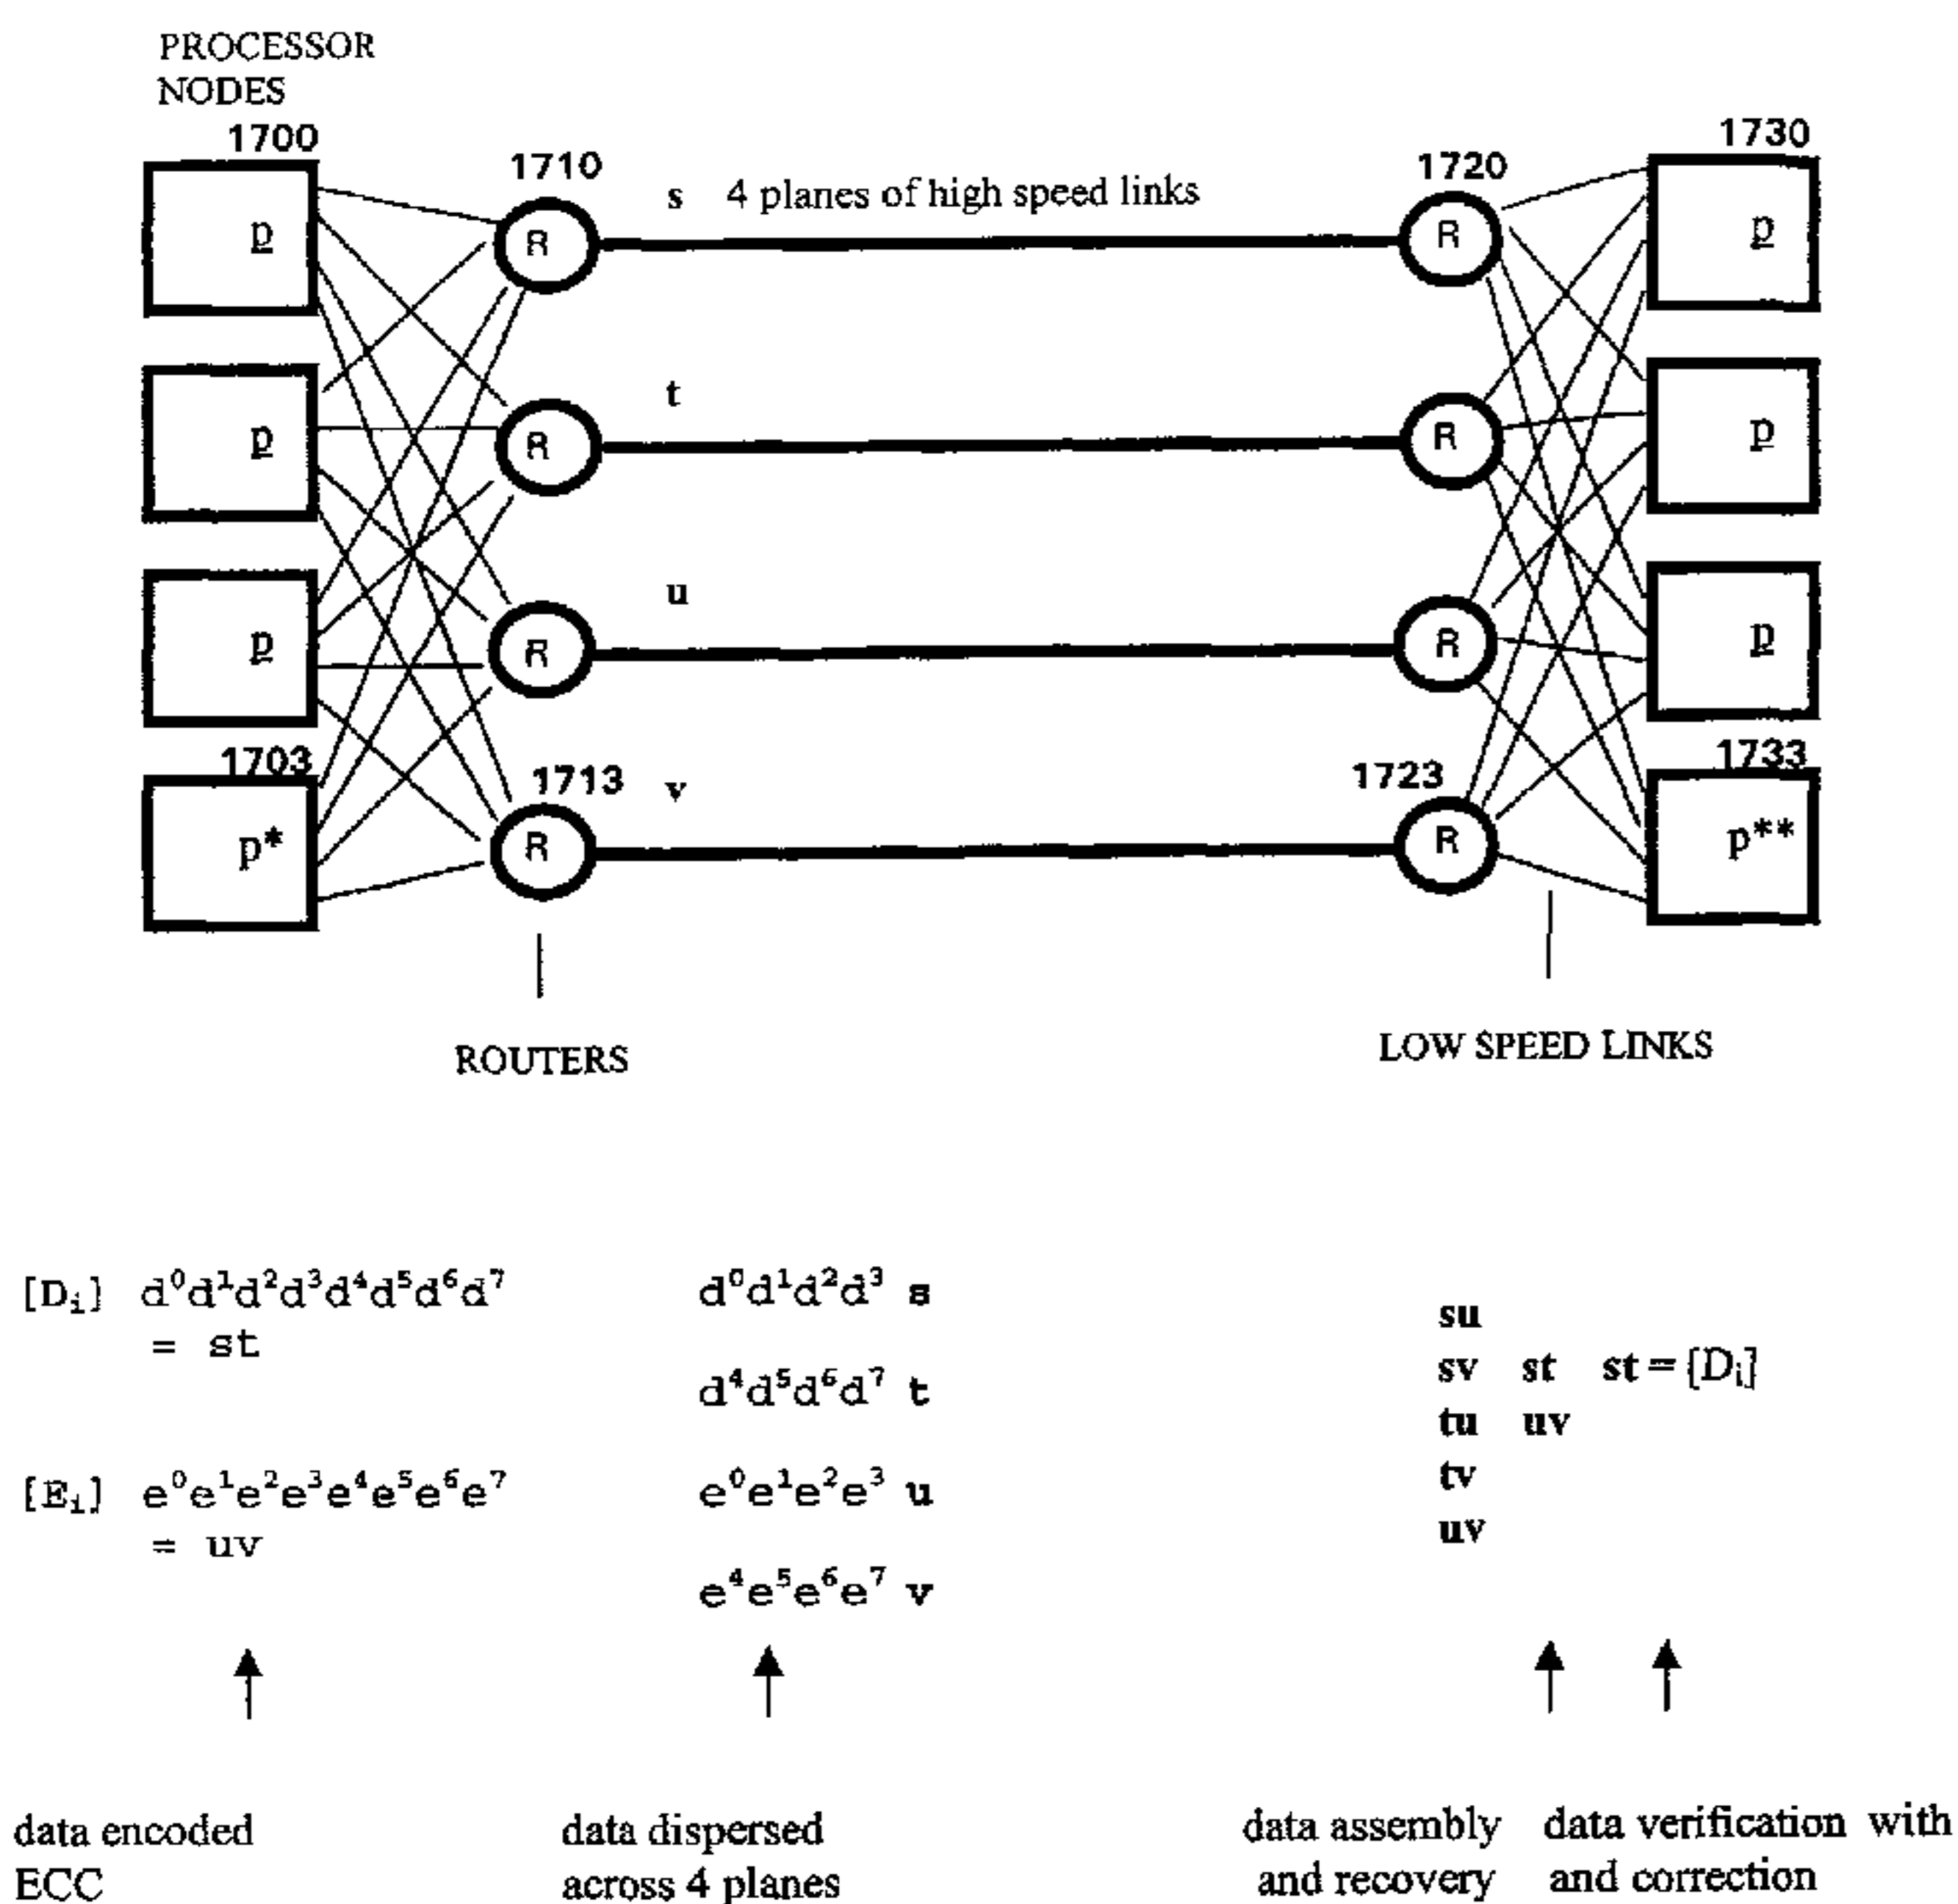 PROCESSOR
NODES
1700
1710
s 4 planes of high speed links
1720
1730
p
R
R
p
t
p
R
R
p
u
p
R
R
p
1703
1713
v
1723
1733
p*
R
R
p**
ROUTERS
LOW SPEED LINKS
[Dᵢ] d⁰d¹d²d³d⁴d⁵d⁶d⁷
= st
d⁰d¹d²d³ s
d⁴d⁵d⁶d⁷ t
[Eᵢ] e⁰e¹e²e³e⁴e⁵e⁶e⁷
= uv
e⁰e¹e²e³ u
e⁴e⁵e⁶e⁷ v
su
sv st st = [Dᵢ]
tu uv
tv
uv
data encoded
ECC
data dispersed
across 4 planes
data assembly
and recovery
data verification with
and correction